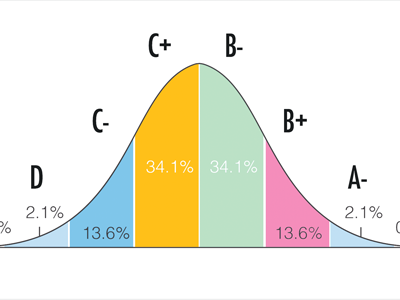 C+ B-
C- B+
34.1% 34.1%
D A-
2.1% 2.1%
13.6% 13.6%